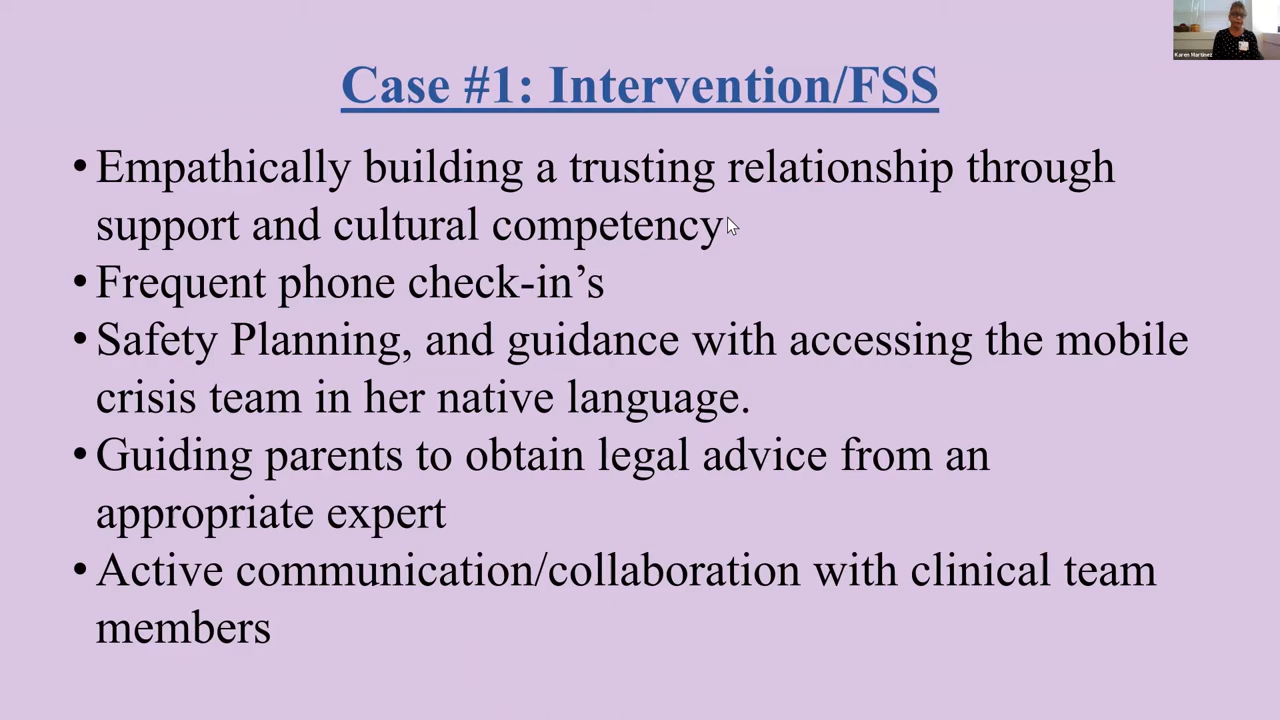 Karen Martinez
Case #1: Intervention/FSS
• Empathically building a trusting relationship through
support and cultural competency
• Frequent phone check-in’s
• Safety Planning, and guidance with accessing the mobile
crisis team in her native language.
• Guiding parents to obtain legal advice from an
appropriate expert
• Active communication/collaboration with clinical team
members